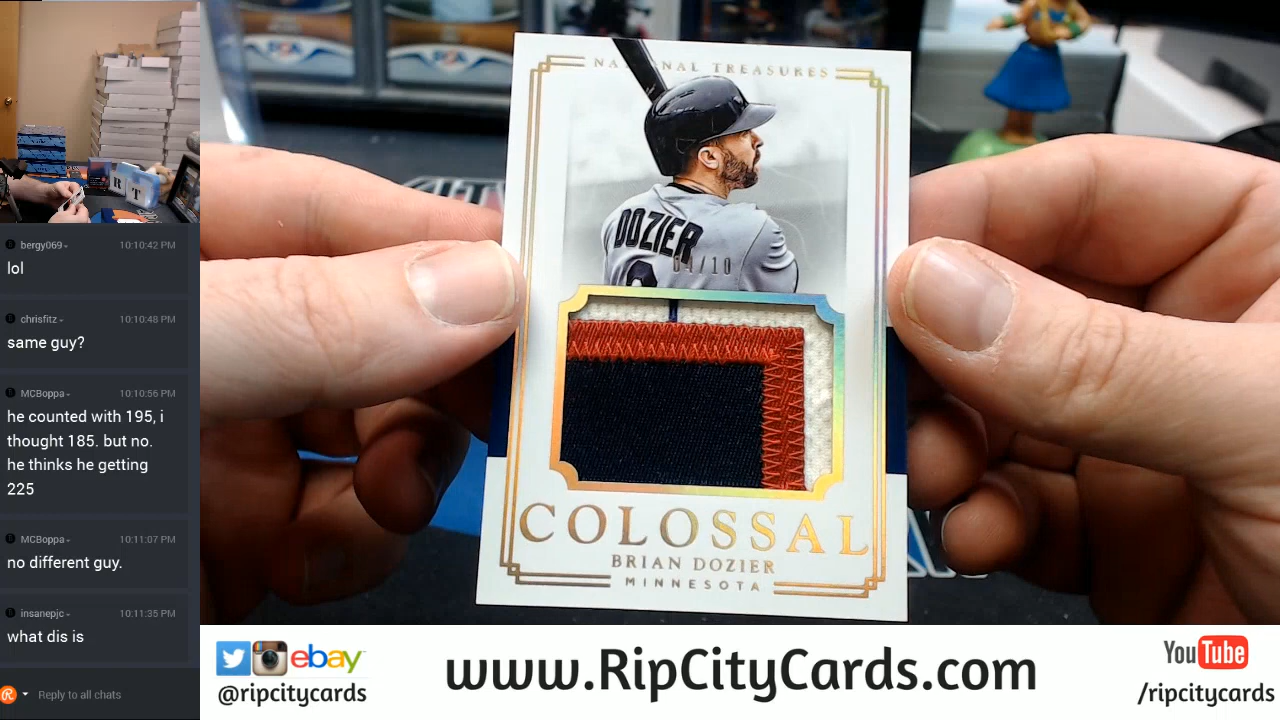 bergy069
10:10:42 PM
lol
chrisfitz
10:10:48 PM
same guy?
MCBoppa
10:10:56 PM
he counted with 195, i
thought 185. but no.
he thinks he getting
225
MCBoppa
10:11:07 PM
no different guy.
insanepjc
10:11:35 PM
what dis is
Reply to all chats
R T
NATIONAL TREASURES
DOZIER
04/10
COLOSSAL
BRIAN DOZIER
MINNESOTA
ebay
@ripcitycards
www.RipCityCards.com
YouTube
/ripcitycards